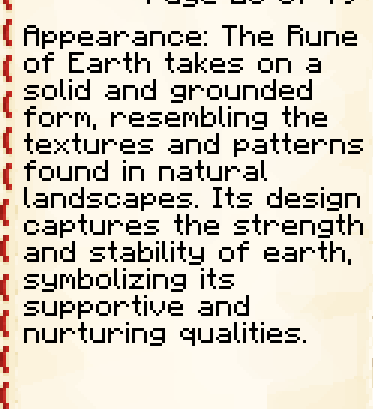 Appearance: The Rune
of Earth takes on a
solid and grounded
form, resembling the
textures and patterns
found in natural
landscapes. Its design
captures the strength
and stability of earth,
symbolizing its
supportive and
nurturing qualities.